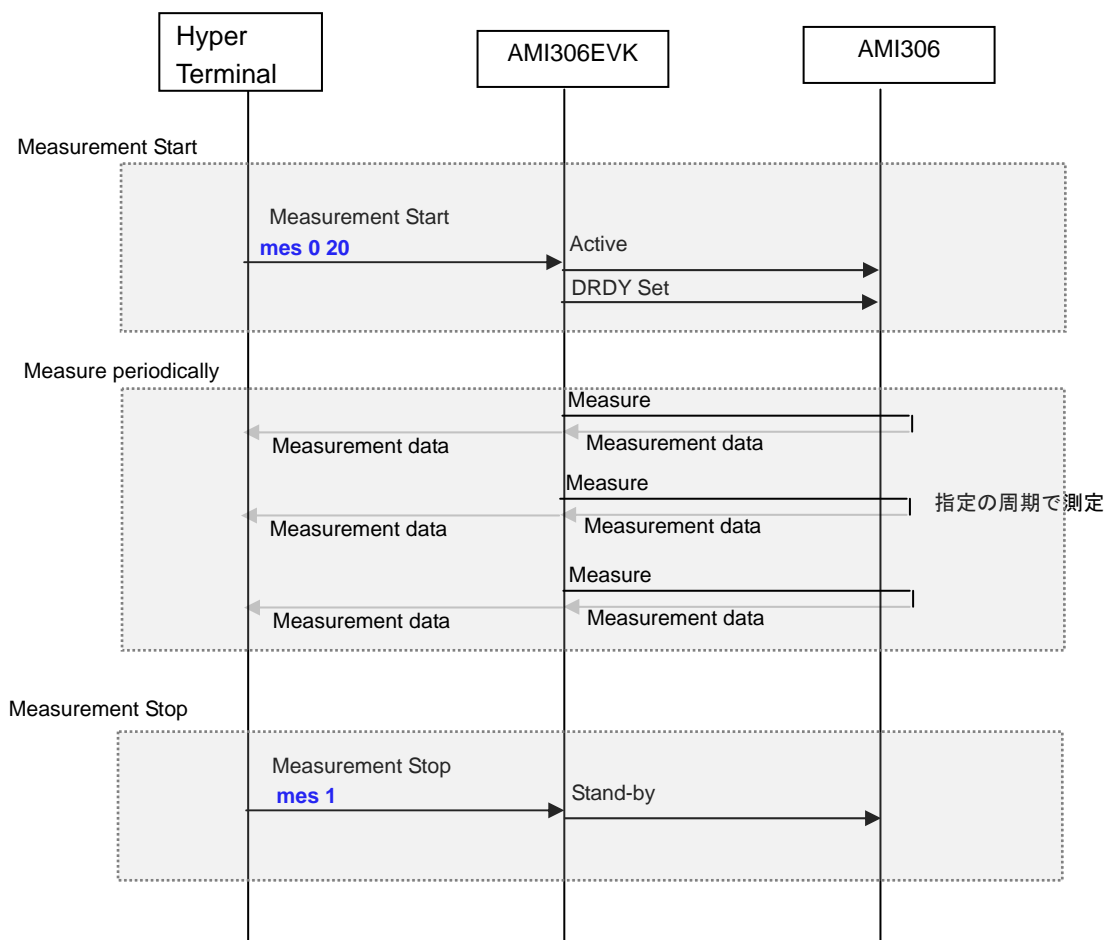 Hyper
Terminal
AMI306EVK
AMI306
Measurement Start
Measurement Start
mes 0 20
Active
DRDY Set
Measure periodically
Measure
Measurement data
Measurement data
Measure
指定の周期で測定
Measurement data
Measurement data
Measure
Measurement data
Measurement data
Measurement Stop
Measurement Stop
mes 1
Stand-by